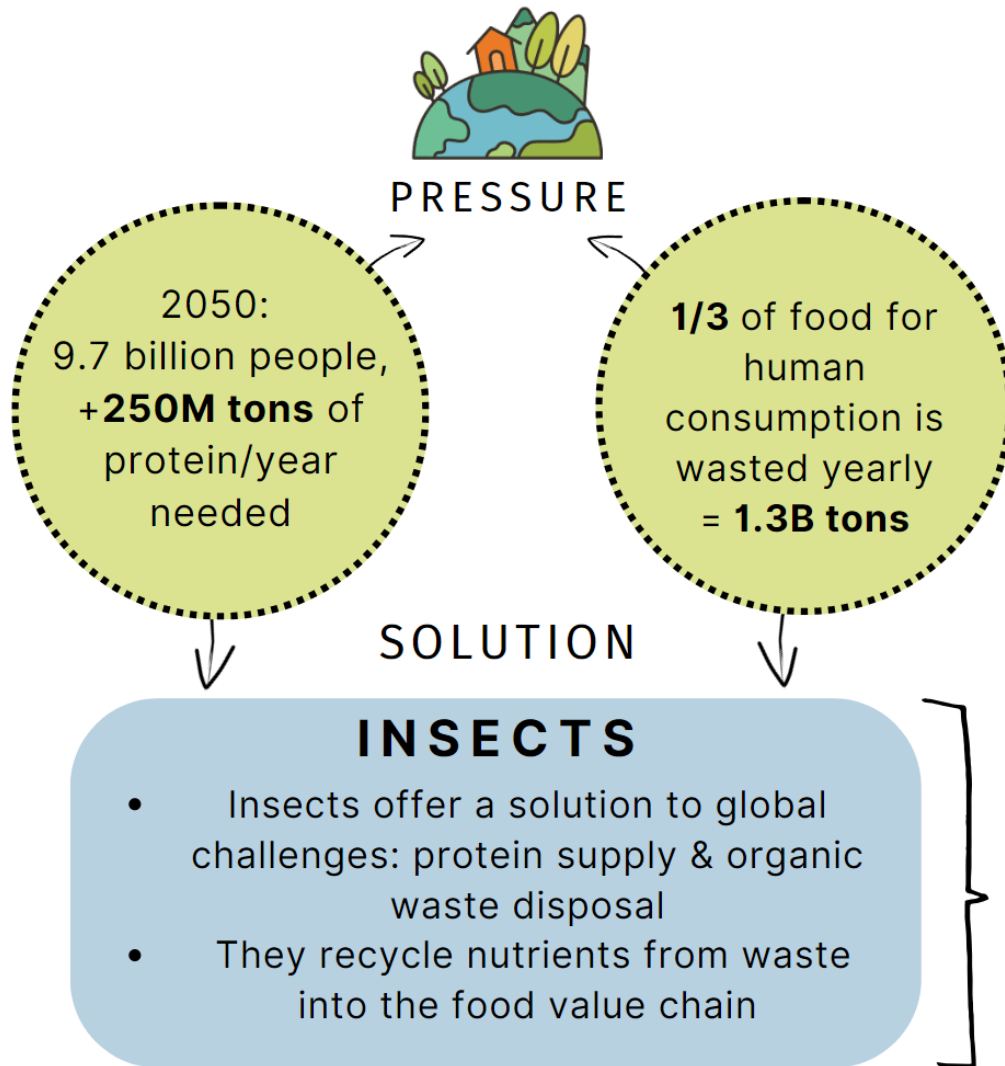 PRESSURE
2050:
9.7 billion people,
+250M tons of
protein/year
needed
1/3 of food for
human
consumption is
wasted yearly
= 1.3B tons
SOLUTION
INSECTS
• Insects offer a solution to global
challenges: protein supply & organic
waste disposal
• They recycle nutrients from waste
into the food value chain